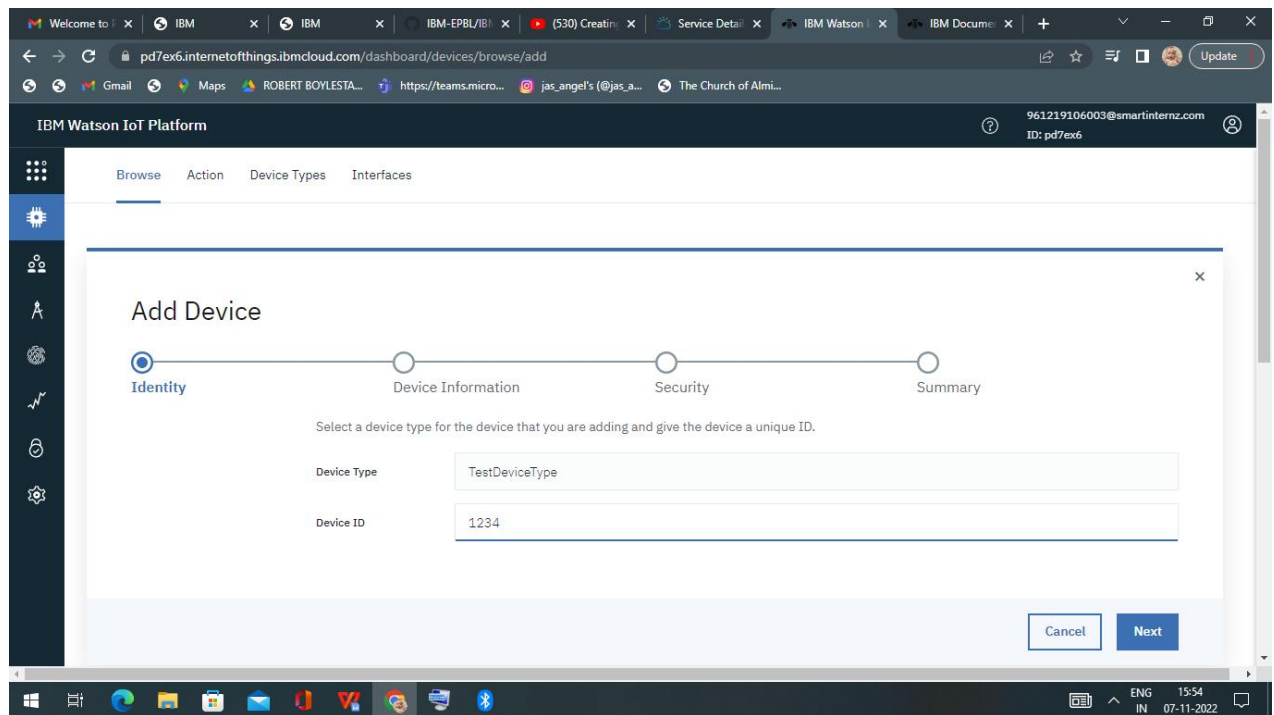 Welcome to P
IBM
IBM
IBM-EPBL/IBM
(530) Creating
Service Detail
IBM Watson I
IBM Documen
pd7ex6.internetofthings.ibmcloud.com/dashboard/devices/browse/add
Update
Gmail
Maps
ROBERT BOYLESTA...
https://teams.micro...
jas_angel's (@jas_a...
The Church of Almi...
IBM Watson IoT Platform
961219106003@smartinternz.com
ID: pd7ex6
Browse Action Device Types Interfaces
Add Device
Identity Device Information Security Summary
Select a device type for the device that you are adding and give the device a unique ID.
Device Type TestDeviceType
Device ID 1234
Cancel Next
ENG 15:54
IN 07-11-2022